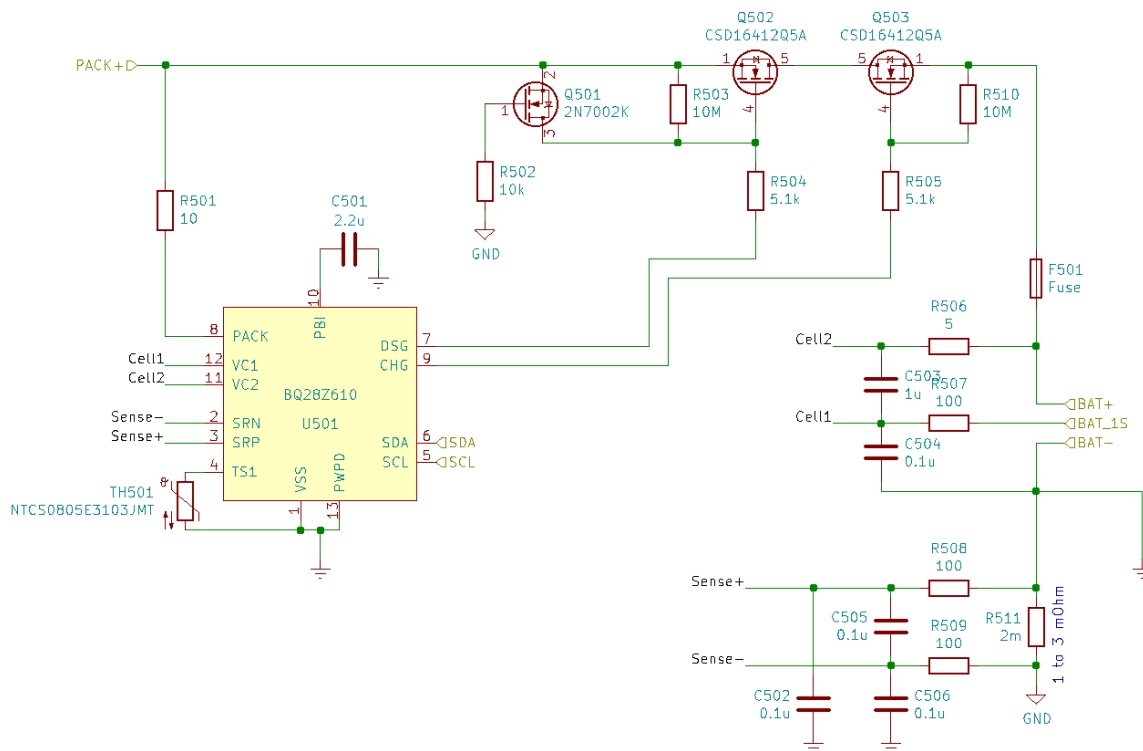 Q502
CSD16412Q5A
Q503
CSD16412Q5A
PACK+
1
5
5
1
2
Q501
2N7002K
1
3
R503
10M
4
4
R510
10M
R502
10k
GND
R504
5.1k
R505
5.1k
R501
10
C501
2.2u
F501
Fuse
10
PBI
8
PACK
Cell1
12
VC1
Cell2
11
VC2
BQ28Z610
U501
DSG
7
CHG
9
Sense-
2
SRN
Sense+
3
SRP
SDA
6
SDA
SCL
5
SCL
4
TS1
VSS
1
PWPD
13
TH501
NTCS0805E3103JMT
R506
5
Cell2
C503
1u
R507
100
BAT+
Cell1
BAT_1S
BAT-
C504
0.1u
R508
100
Sense+
C505
0.1u
R509
100
R511
2m
1 to 3 mOhm
Sense-
C502
0.1u
C506
0.1u
GND